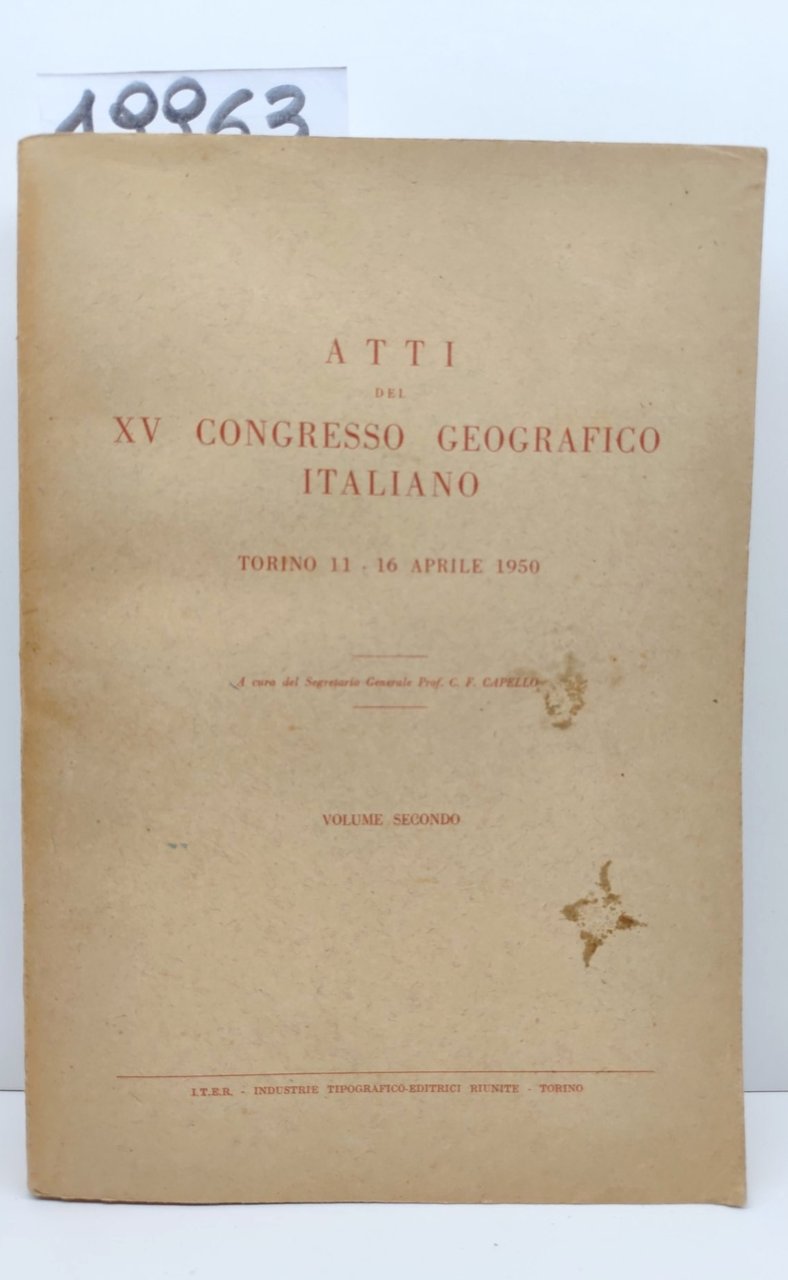 18863
ATTI
DEL
XV CONGRESSO GEOGRAFICO
ITALIANO
TORINO 11 - 16 APRILE 1950
A cura del Segretario Generale Prof. C. F. CAPELLO
VOLUME SECONDO
I.T.E.R. - INDUSTRIE TIPOGRAFICO-EDITRICI RIUNITE - TORINO